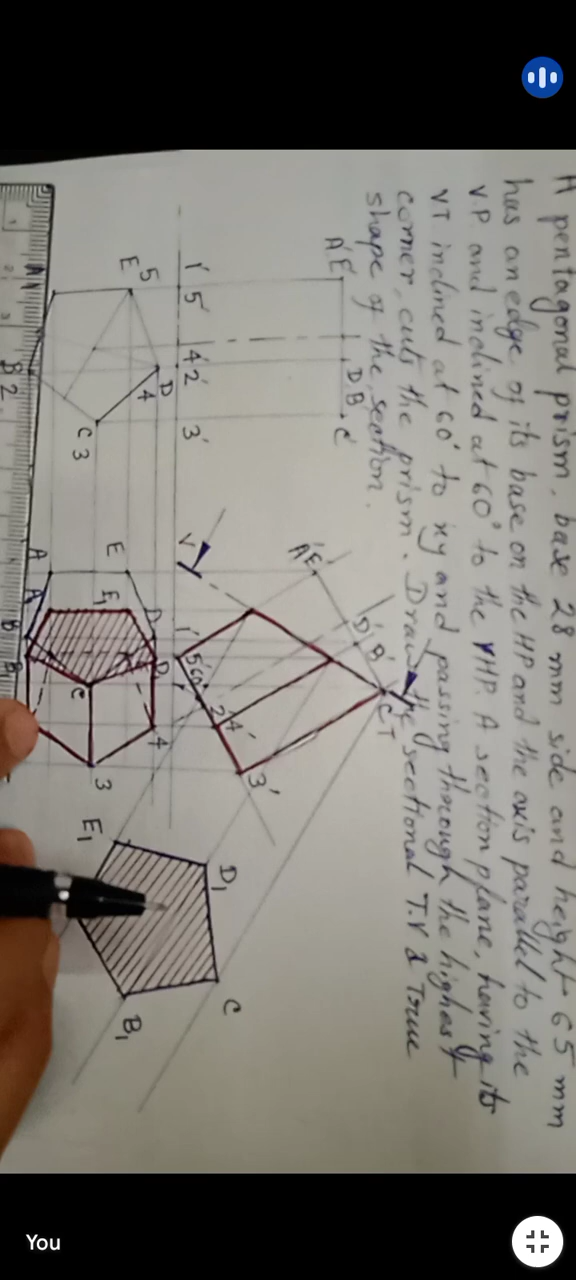 A pentagonal prism, base 28 mm side and height 65 mm
has an edge of its base on the HP and the axis parallel to the
V.P. and inclined at 60° to the HP. A section plane, having its
VT inclined at 60° to xy and passing through the highest
corner, cuts the prism. Draw the sectional T.V & True
shape of the section.
A'E'
D'B'
C'
1'
5'
4'2'
3'
E 5
D
4
C 3
A
B 2
V
A'E'
D'B'
C'
T
1'
5'
60°
2'4'
3'
A
E
A1
E1
D
D1
B
B1
C
4
3
E1
D1
C
B1
You